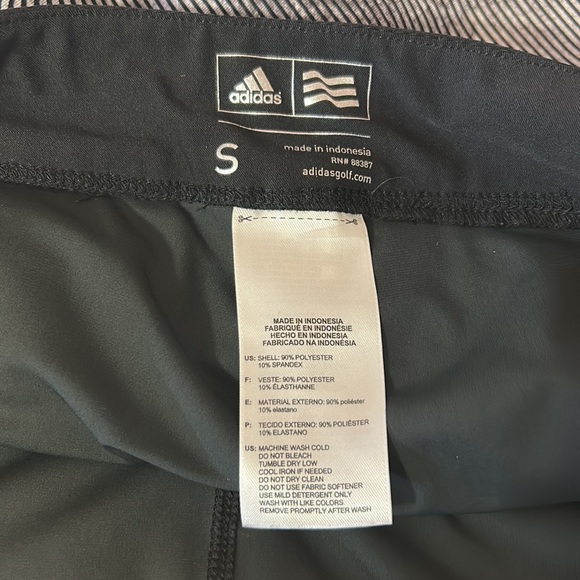 adidas
S
made in indonesia
RN# 88387
adidasgolf.com
MADE IN INDONESIA
FABRIQUÉ EN INDONÉSIE
HECHO EN INDONESIA
FABRICADO NA INDONÉSIA
US: SHELL: 90% POLYESTER
10% SPANDEX
F: VESTE: 90% POLYESTER
10% ÉLASTHANNE
E: MATERIAL EXTERNO: 90% poliéster
10% elastano
P: TECIDO EXTERNO: 90% POLIÉSTER
10% ELASTANO
US: MACHINE WASH COLD
DO NOT BLEACH
TUMBLE DRY LOW
COOL IRON IF NEEDED
DO NOT DRY CLEAN
DO NOT USE FABRIC SOFTENER
USE MILD DETERGENT ONLY
WASH WITH LIKE COLORS
REMOVE PROMPTLY AFTER WASH